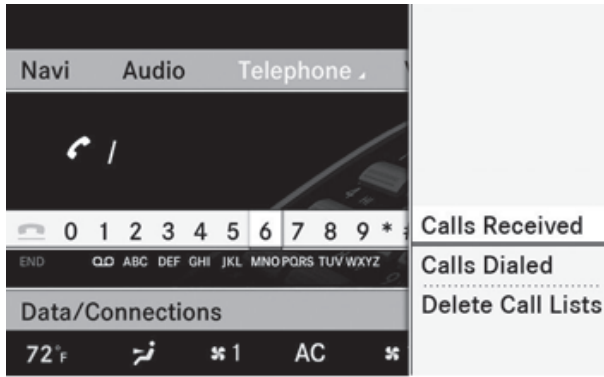 Navi Audio Telephone
/
0 1 2 3 4 5 6 7 8 9 * #
END ABC DEF GHI JKL MNO PQRS TUV WXYZ
Data/Connections
72°F 1 AC
Calls Received
Calls Dialed
Delete Call Lists